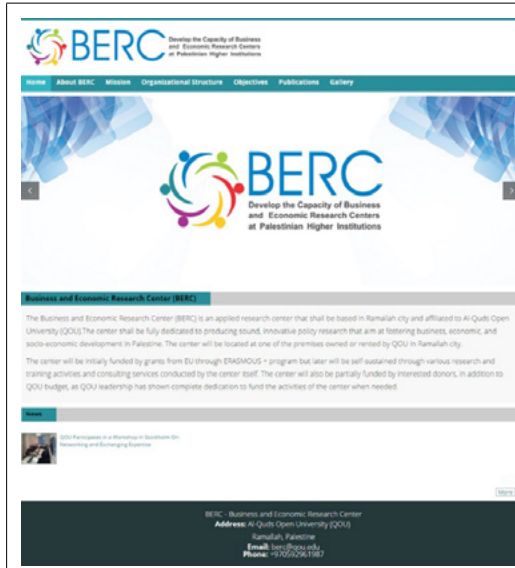 BERC
Develop the Capacity of Business
and Economic Research Centers
at Palestinian Higher Institutions
Home About BERC Mission Organizational Structure Objectives Publications Gallery
BERC
Develop the Capacity of Business
and Economic Research Centers
at Palestinian Higher Institutions
Business and Economic Research Center (BERC)
The Business and Economic Research Center (BERC) is an applied research center that shall be based in Ramallah city and affiliated to Al-Quds Open
University (QOU).The center shall be fully dedicated to producing sound, innovative policy research that aim at fostering business, economic, and
socio-economic development in Palestine. The center will be located at one of the premises owned or rented by QOU in Ramallah city.
The center will be initially funded by grants from EU through ERASMOUS + program but later will be self sustained through various research and
training activities and consulting services conducted by the center itself. The center will also be partially funded by interested donors, in addition to
QOU budget, as QOU leadership has shown complete dedication to fund the activities of the center when needed.
News
QOU Participates in a Workshop in Stockholm On
Networking and Exchanging Expertise
More
BERC - Business and Economic Research Center
Address: Al-Quds Open University (QOU)
Ramallah, Palestine
Email: berc@qou.edu
Phone: +970592961987